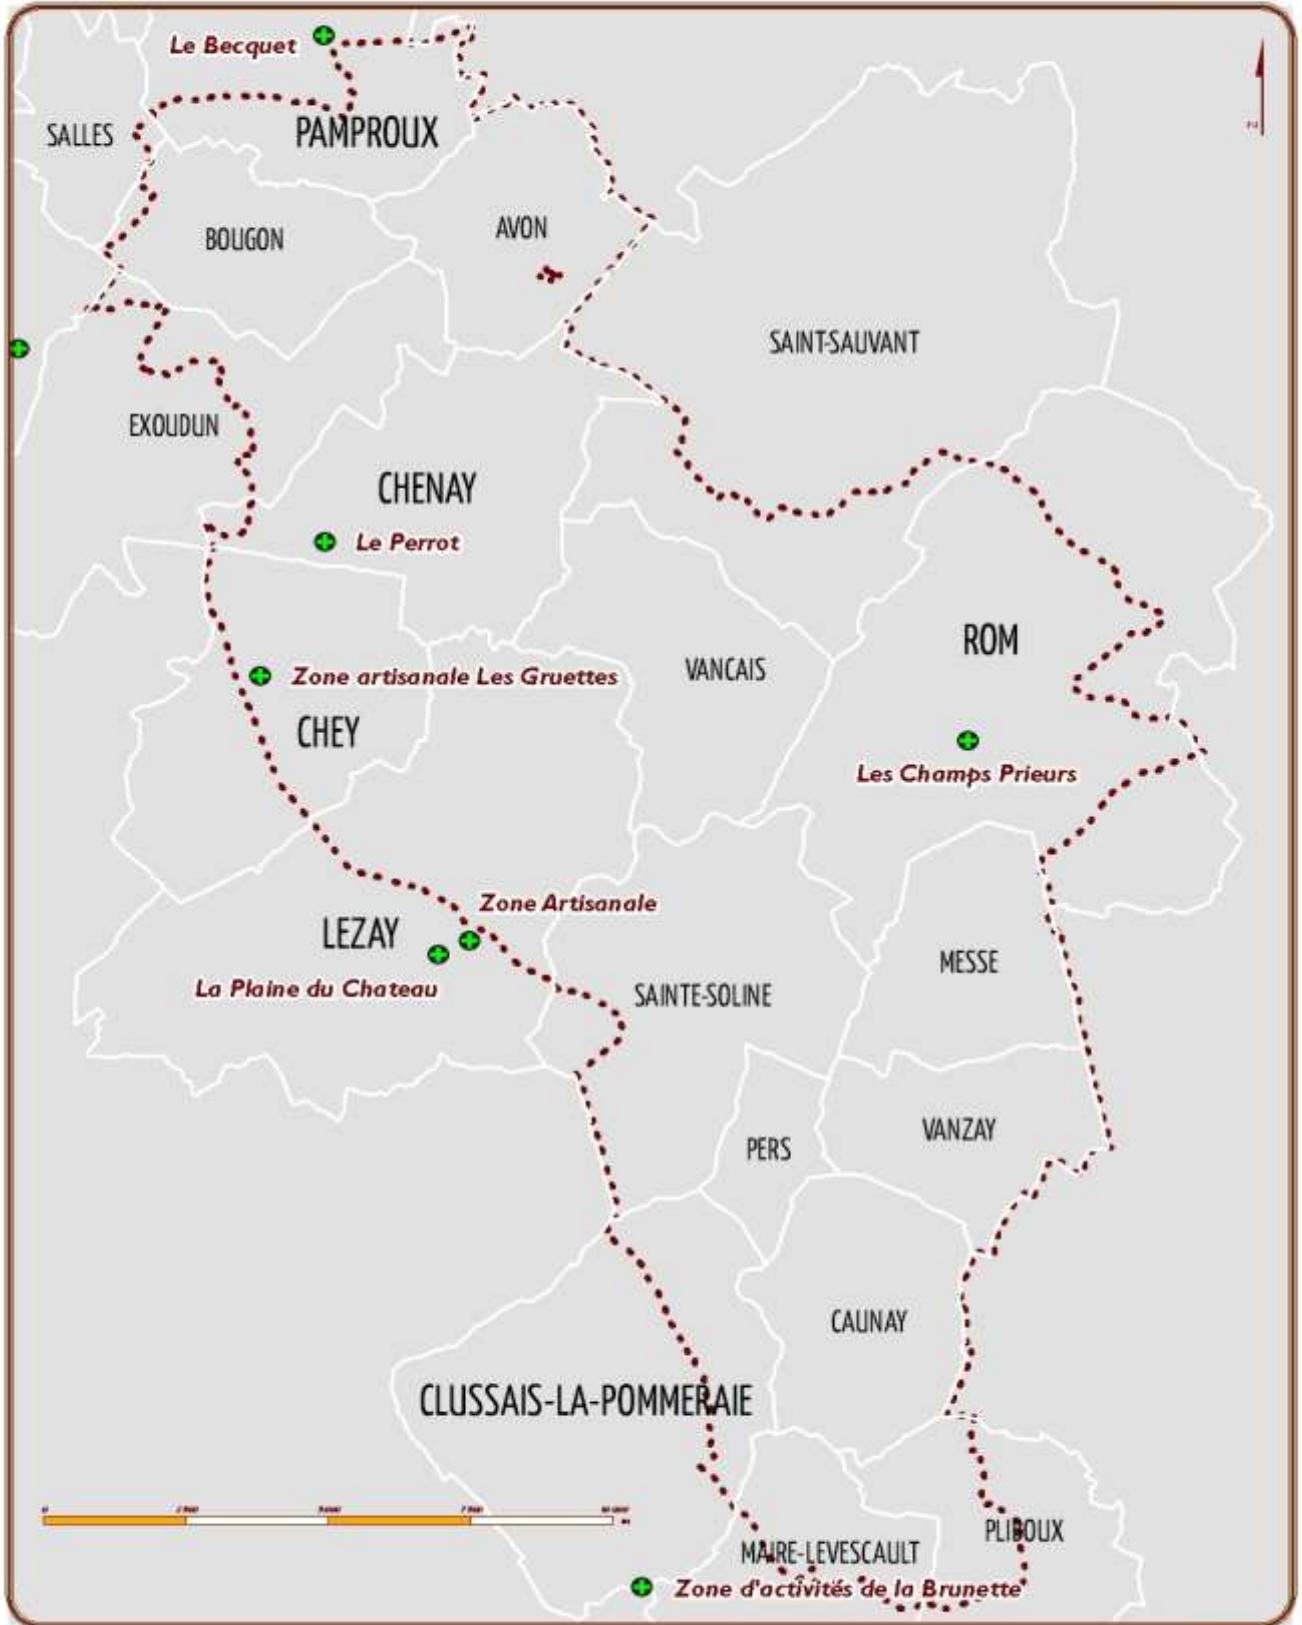 Le Becquet
SALLES
PAMPROUX
BOUGON
AVON
SAINT-SAUVANT
EXOUDUN
CHENAY
Le Perrot
ROM
VANCAIS
Zone artisanale Les Gruettes
CHEY
Les Champs Prieurs
Zone Artisanale
LEZAY
MESSE
La Plaine du Chateau
SAINTE-SOLINE
VANZAY
PERS
CAUNAY
CLUSSAIS-LA-POMMERAIE
PLIBOUX
MAIRE-LEVESCAULT
Zone d'activités de la Brunette